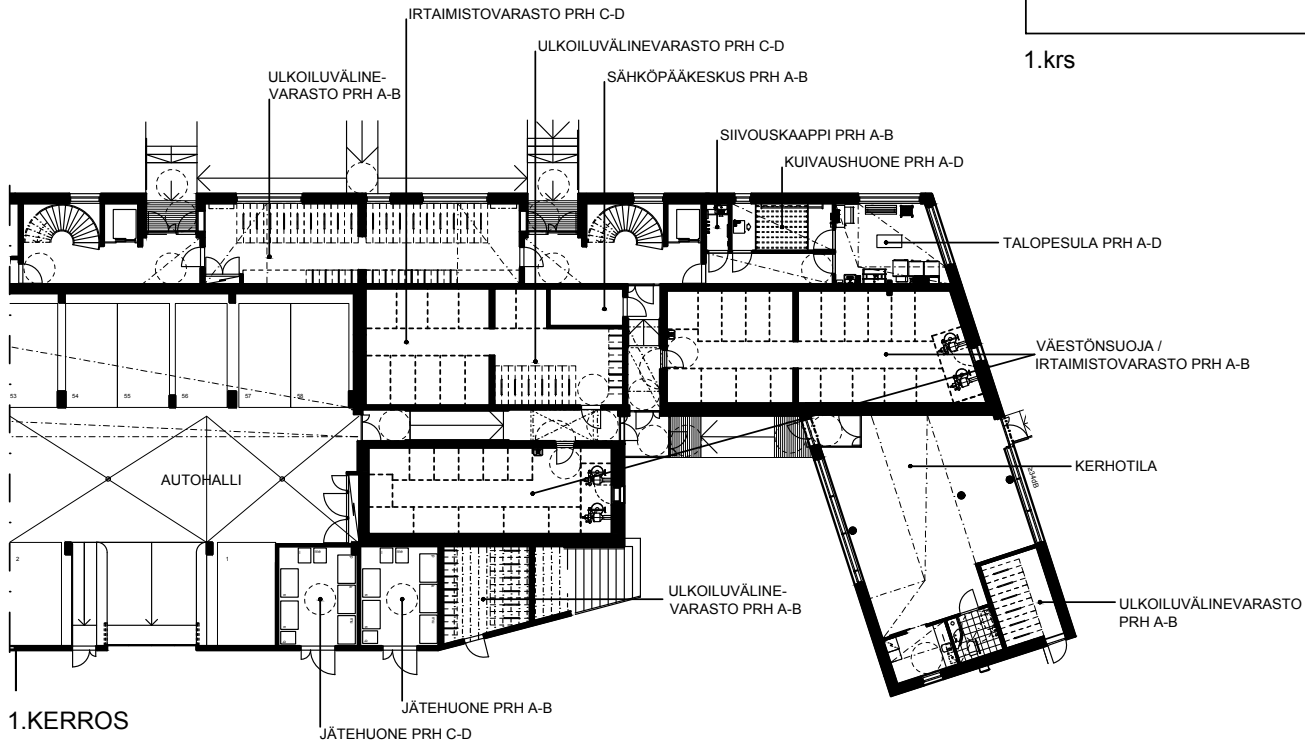 IRTAIMISTOVARASTO PRH C-D
ULKOILUVÄLINEVARASTO PRH C-D
1.krs
ULKOILUVÄLINE-
VARASTO PRH A-B
SÄHKÖPÄÄKESKUS PRH A-B
SIIVOUSKAAPPI PRH A-B
KUIVAUSHUONE PRH A-D
TALOPESULA PRH A-D
VÄESTÖNSUOJA /
IRTAIMISTOVARASTO PRH A-B
53
54
55
56
57
58
KERHOTILA
≥34dB
AUTOHALLI
2
1
ULKOILUVÄLINE-
VARASTO PRH A-B
ULKOILUVÄLINEVARASTO
PRH A-B
JÄTEHUONE PRH A-B
1.KERROS
JÄTEHUONE PRH C-D